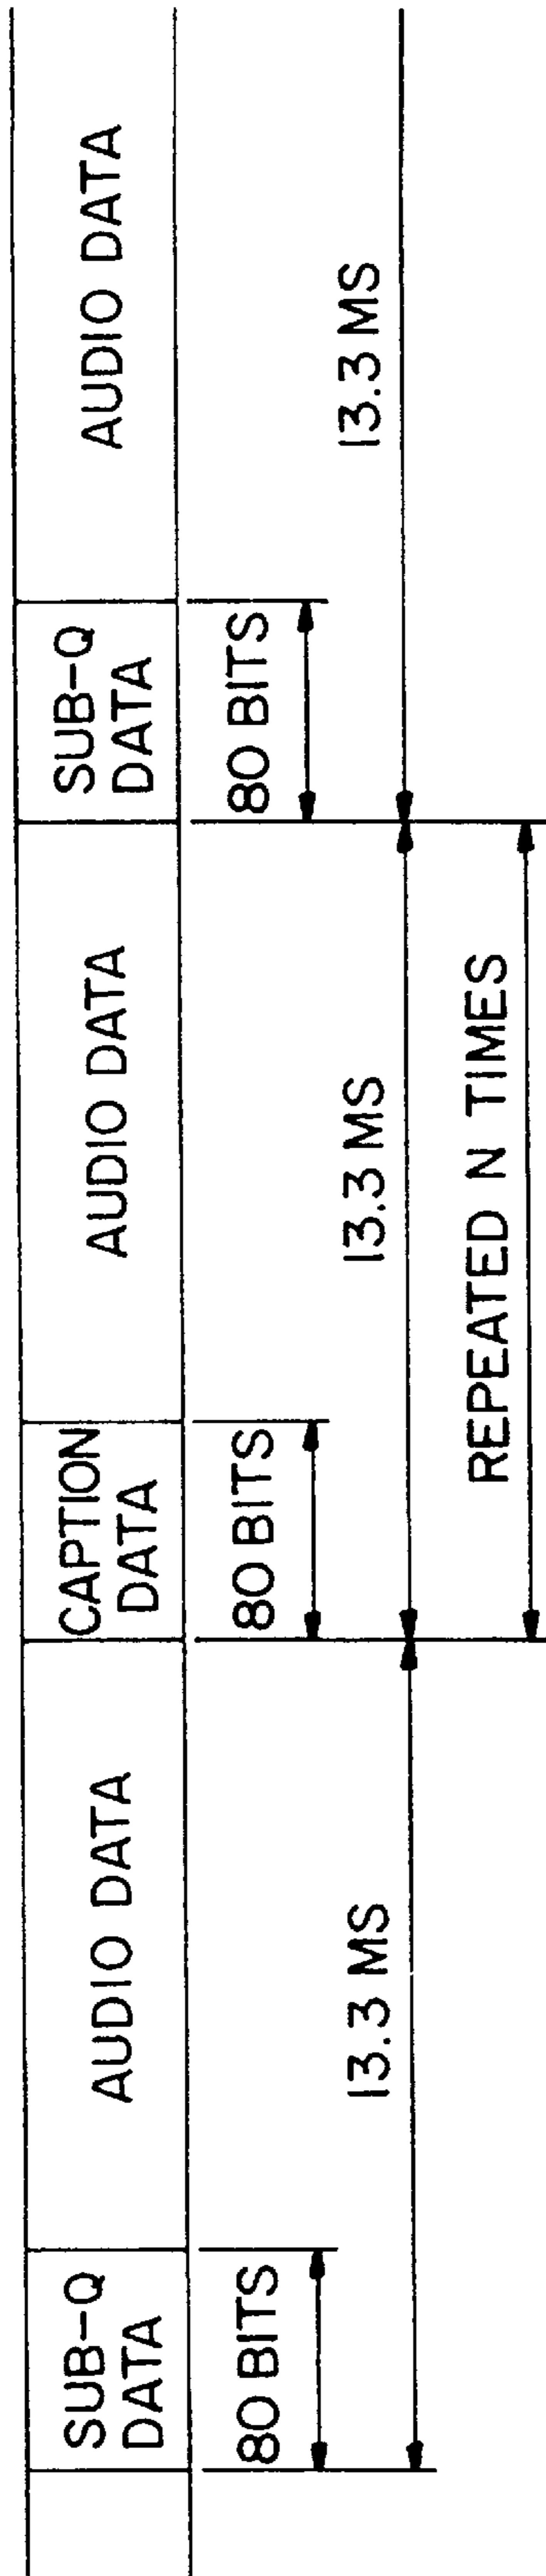 SUB-Q
DATA
AUDIO DATA
CAPTION
DATA
AUDIO DATA
SUB-Q
DATA
AUDIO DATA
80 BITS
80 BITS
80 BITS
13.3 MS
13.3 MS
13.3 MS
REPEATED N TIMES